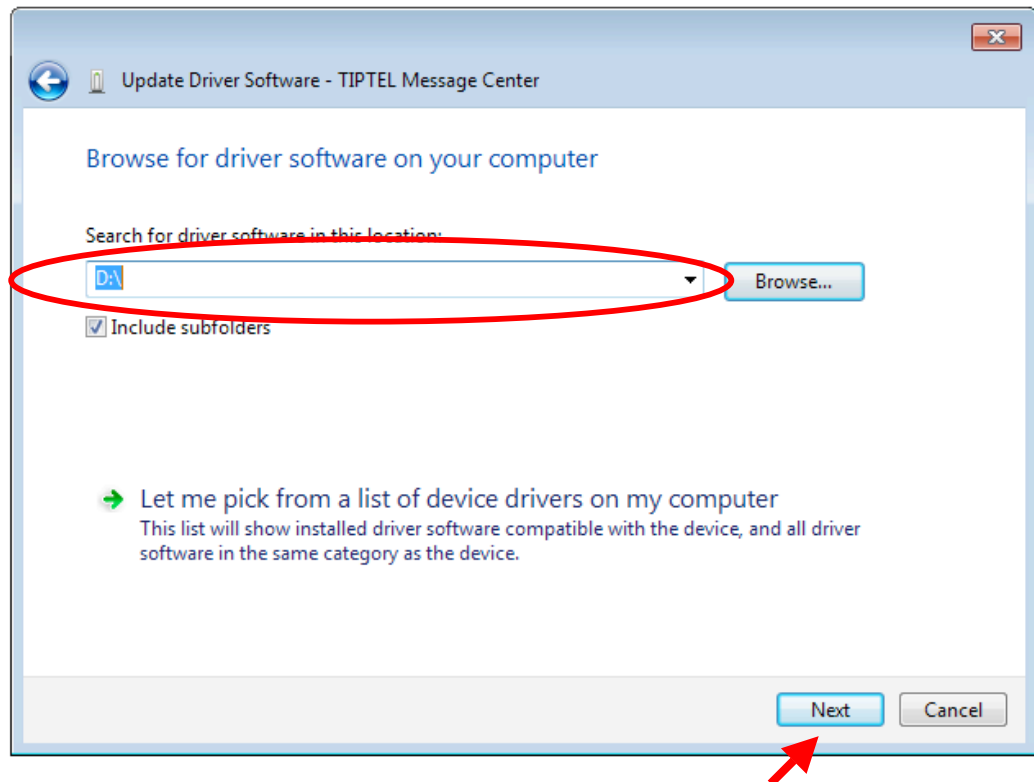 Update Driver Software - TIPTEL Message Center
Browse for driver software on your computer
Search for driver software in this location:
D:\
Browse...
Include subfolders
Let me pick from a list of device drivers on my computer
This list will show installed driver software compatible with the device, and all driver
software in the same category as the device.
Next
Cancel